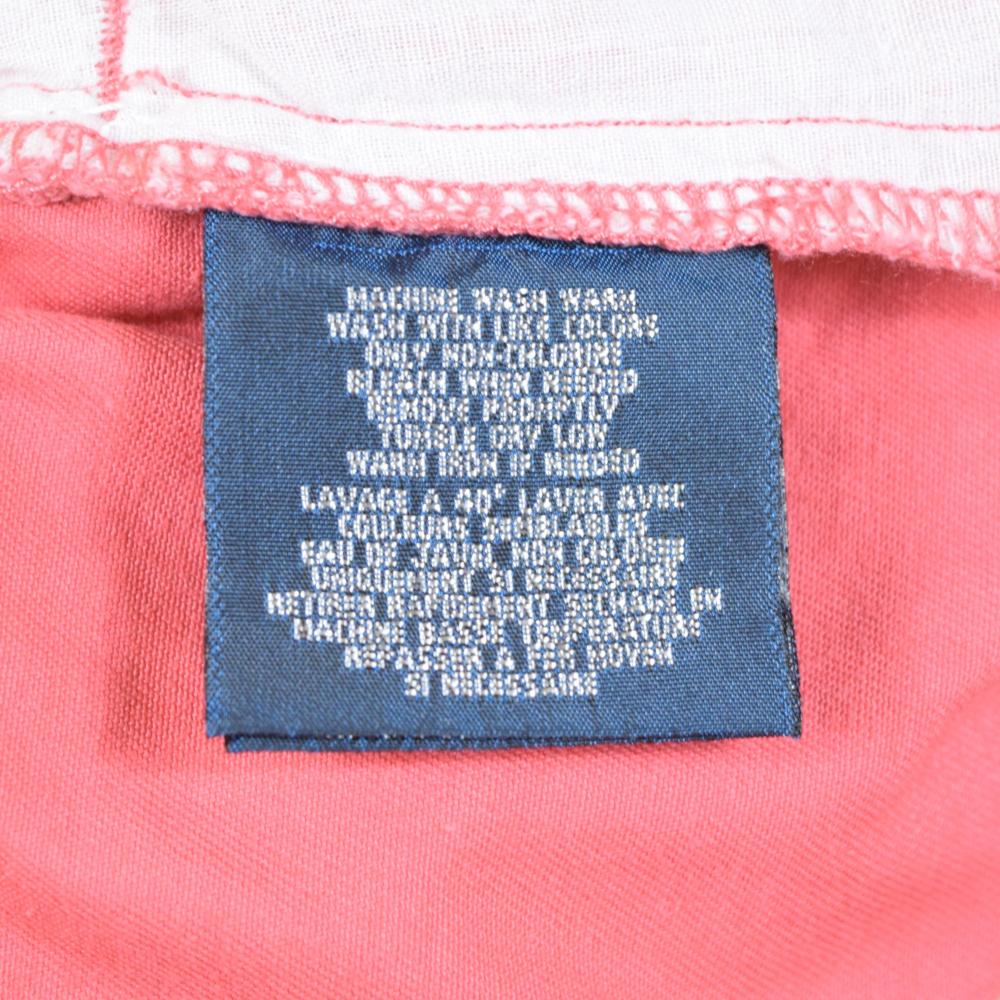 MACHINE WASH WARM
WASH WITH LIKE COLORS
ONLY NON-CHLORINE
BLEACH WHEN NEEDED
REMOVE PROMPTLY
TUMBLE DRY LOW
WARM IRON IF NEEDED
LAVAGE A 40° LAVER AVEC
COULEURS SEMBLABLES
EAU DE JAVEL NON CHLOREE
UNIQUEMENT SI NECESSAIRE
RETIRER RAPIDEMENT SECHAGE EN
MACHINE BASSE TEMPERATURE
REPASSER A FER MOYEN
SI NECESSAIRE